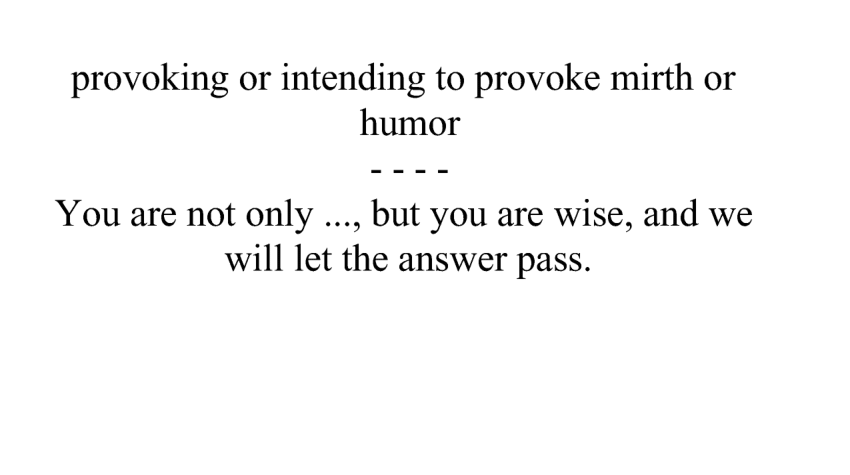 provoking or intending to provoke mirth or
humor
- - - -
You are not only ..., but you are wise, and we
will let the answer pass.